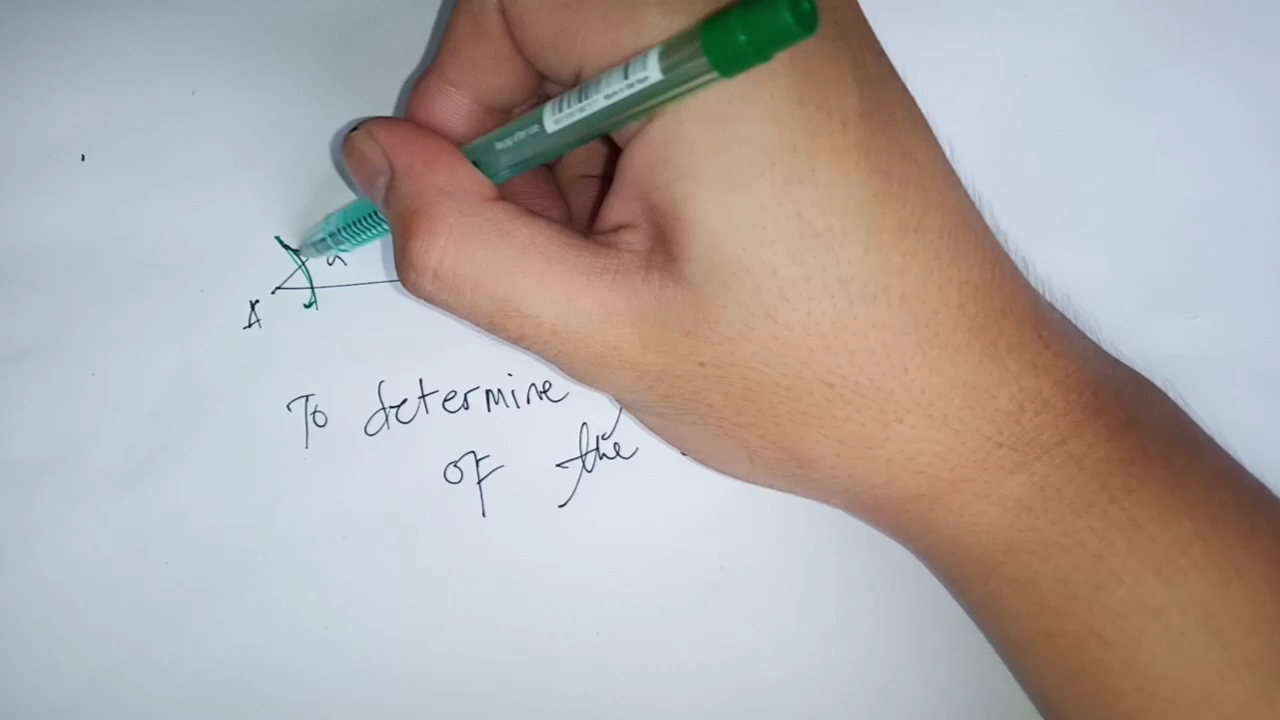 A
To determine
of the